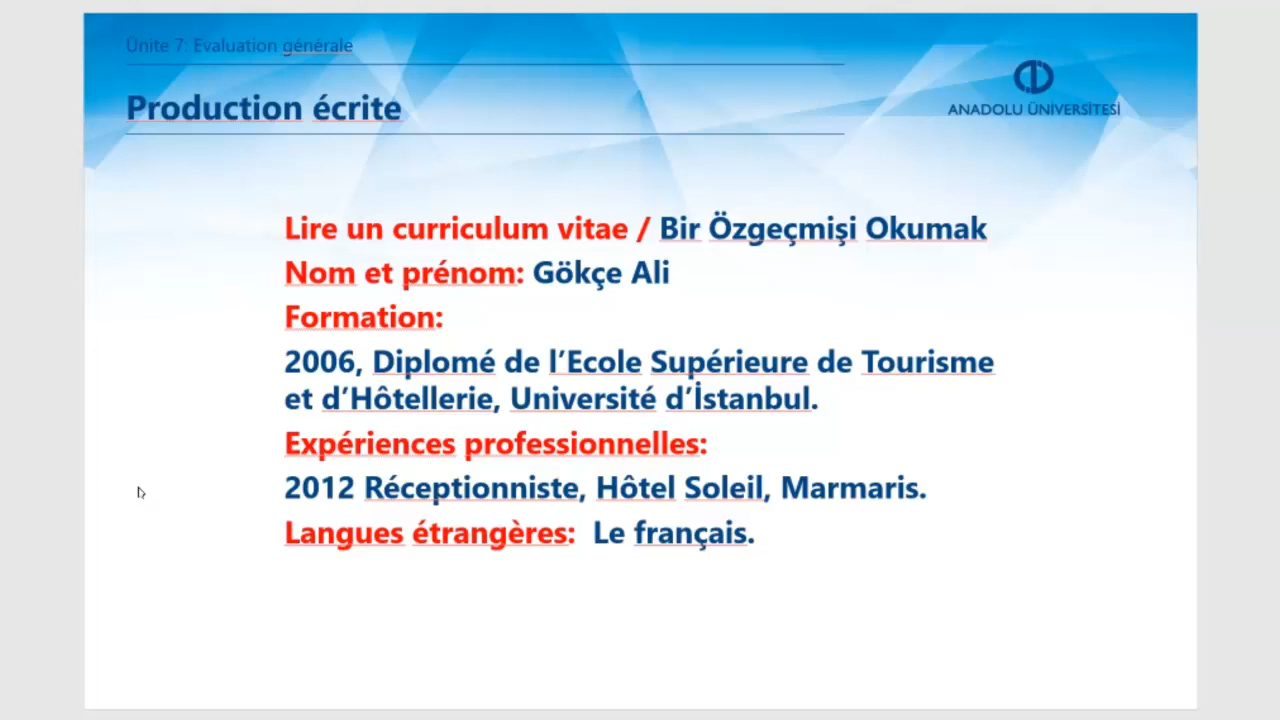 Ünite 7: Evaluation générale
Production écrite
ANADOLU ÜNİVERSİTESİ
Lire un curriculum vitae / Bir Özgeçmişi Okumak
Nom et prénom: Gökçe Ali
Formation:
2006, Diplomé de l’Ecole Supérieure de Tourisme
et d’Hôtellerie, Université d’İstanbul.
Expériences professionnelles:
2012 Réceptionniste, Hôtel Soleil, Marmaris.
Langues étrangères: Le français.